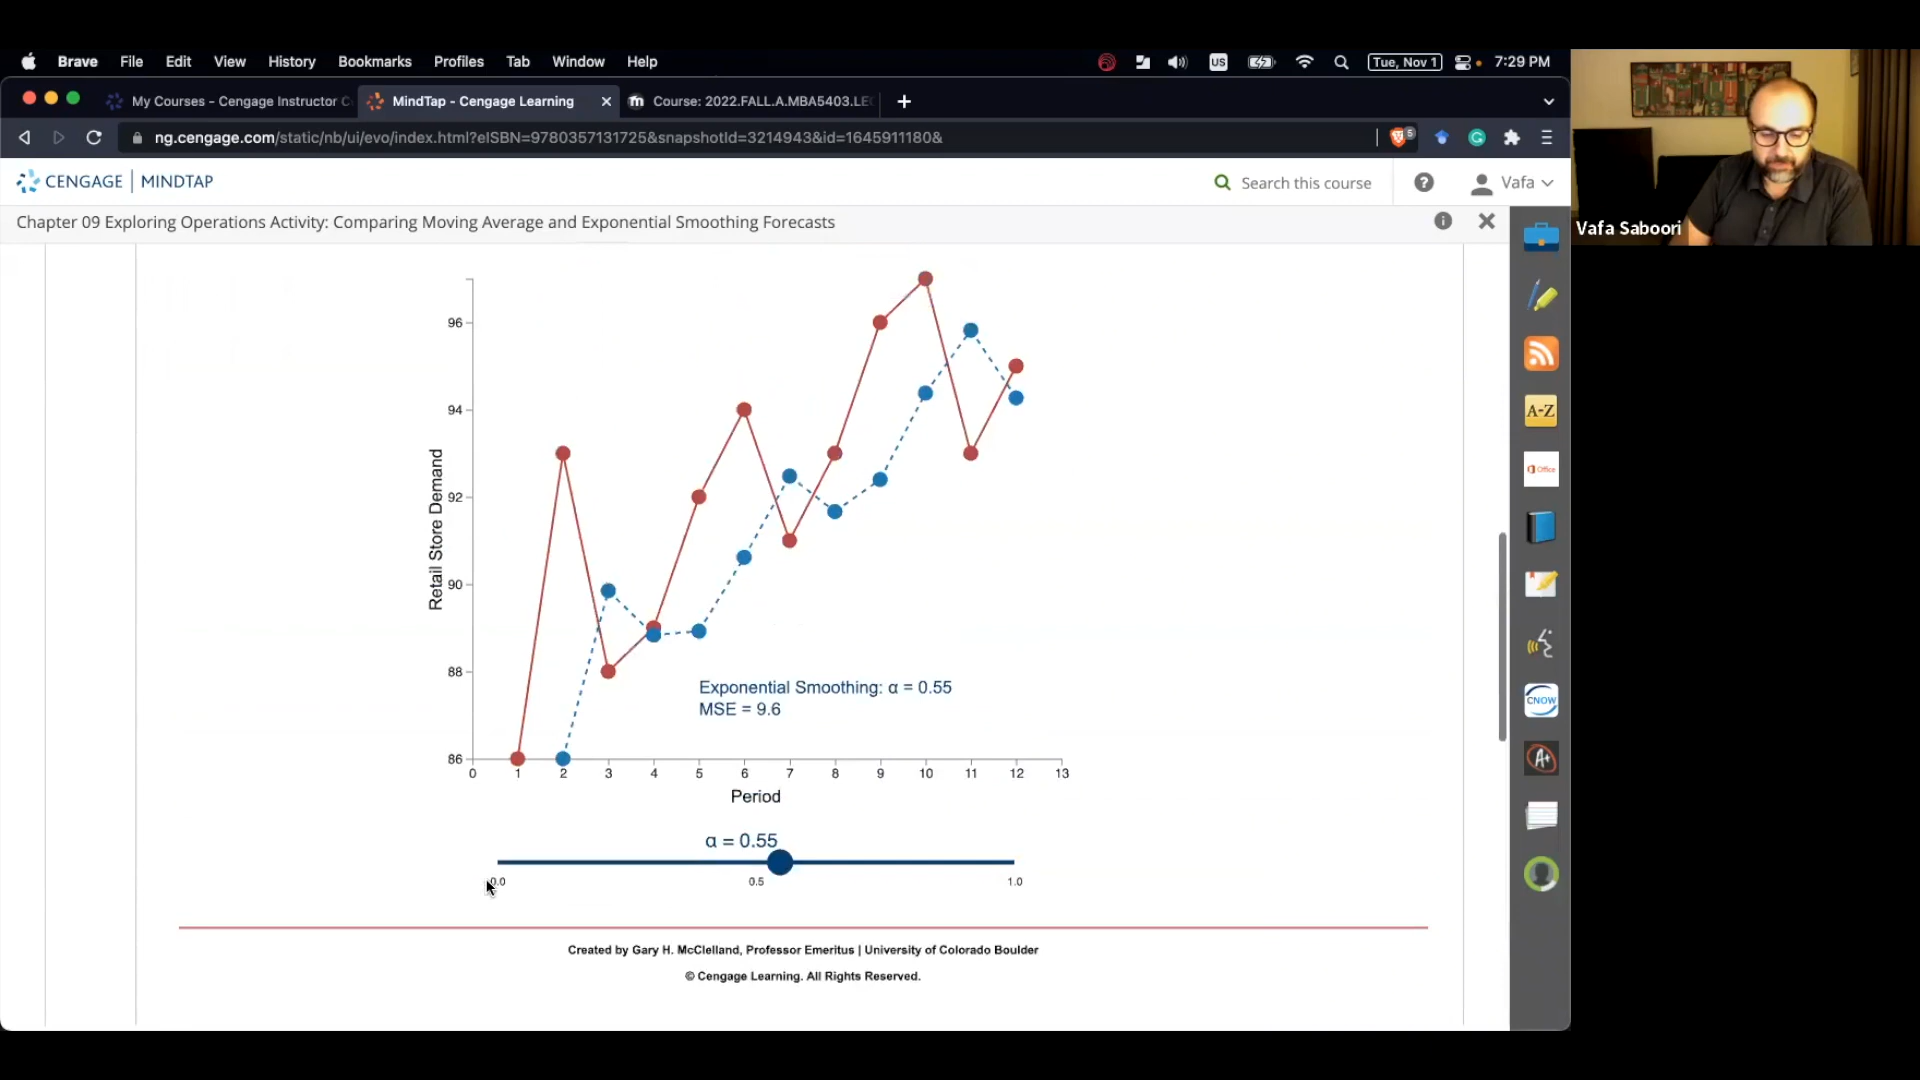 Brave File Edit View History Bookmarks Profiles Tab Window Help US Tue, Nov 1 7:29 PM
My Courses - Cengage Instructor C
MindTap - Cengage Learning
Course: 2022.FALL.A.MBA5403.LEC
ng.cengage.com/static/nb/ui/evo/index.html?eISBN=9780357131725&snapshotId=3214943&id=1645911180&
5
CENGAGE | MINDTAP
Search this course
Vafa
Chapter 09 Exploring Operations Activity: Comparing Moving Average and Exponential Smoothing Forecasts
Vafa Saboori
A-Z
Office
CNOW
A+
Retail Store Demand
96
94
92
90
88
86
Exponential Smoothing: α = 0.55
MSE = 9.6
0 1 2 3 4 5 6 7 8 9 10 11 12 13
Period
α = 0.55
0.0 0.5 1.0
Created by Gary H. McClelland, Professor Emeritus | University of Colorado Boulder
© Cengage Learning. All Rights Reserved.